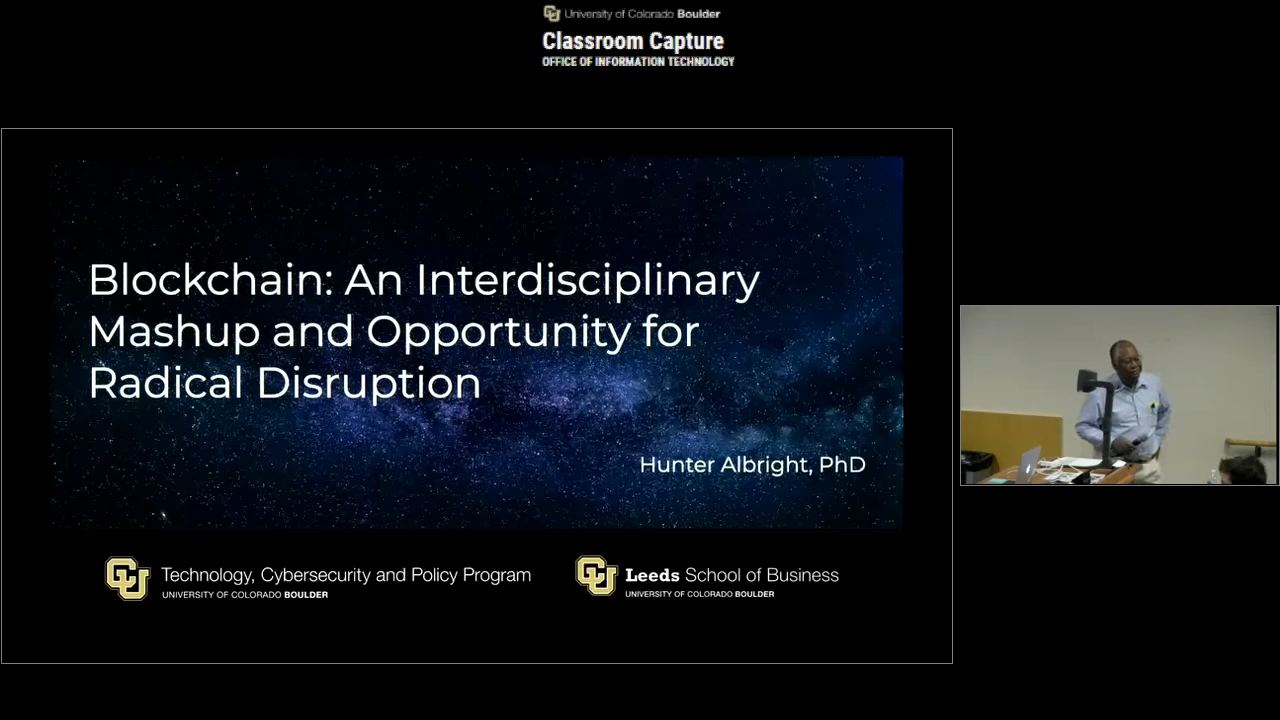 University of Colorado Boulder
Classroom Capture
OFFICE OF INFORMATION TECHNOLOGY
Blockchain: An Interdisciplinary
Mashup and Opportunity for
Radical Disruption
Hunter Albright, PhD
CU Technology, Cybersecurity and Policy Program
UNIVERSITY OF COLORADO BOULDER
CU Leeds School of Business
UNIVERSITY OF COLORADO BOULDER